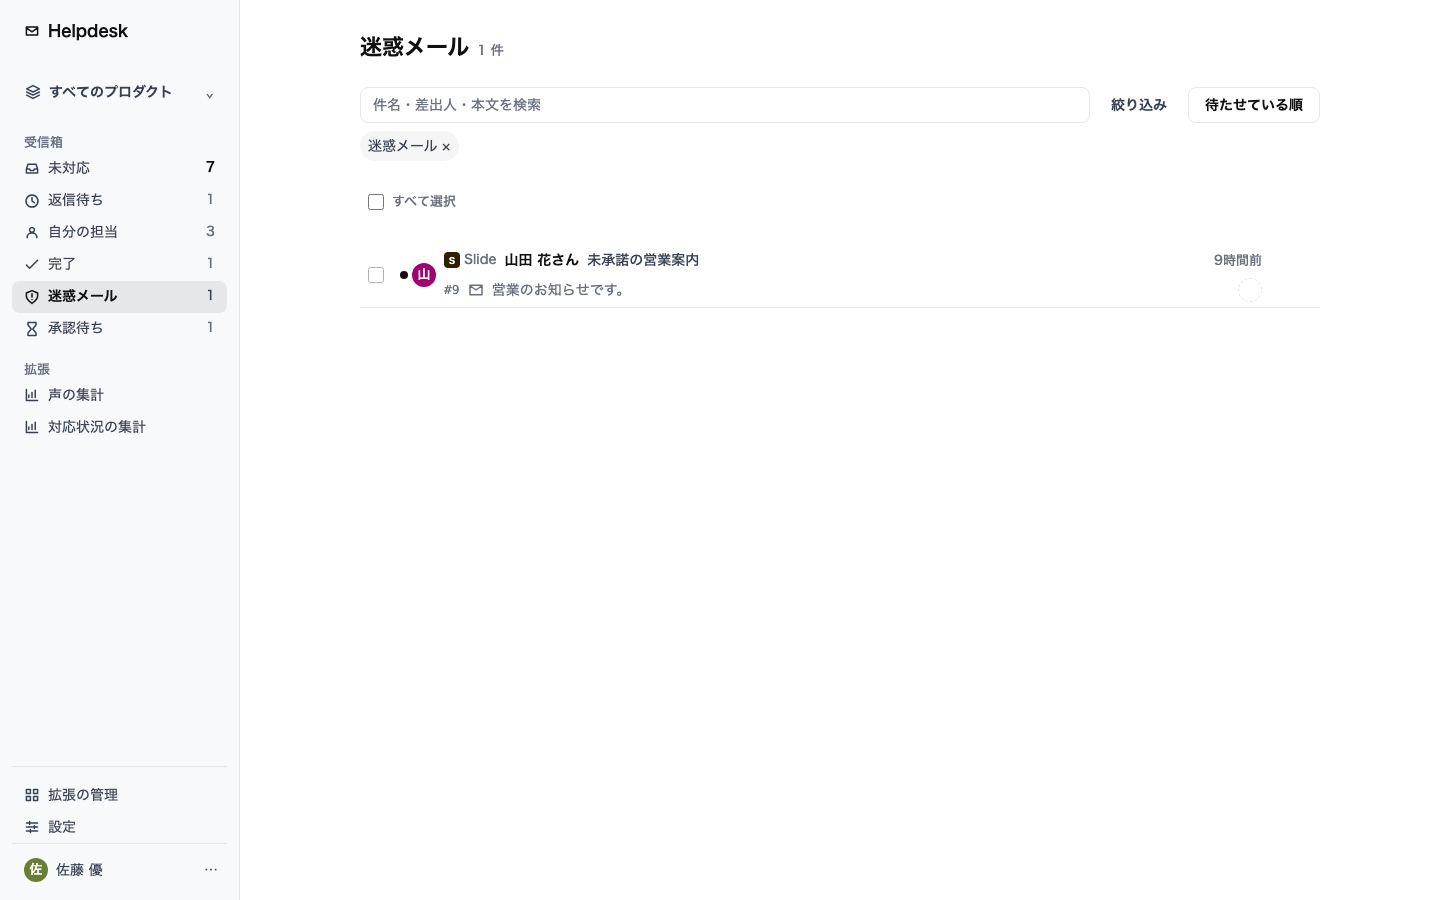 Helpdesk
すべてのプロダクト
受信箱
未対応 7
返信待ち 1
自分の担当 3
完了 1
迷惑メール 1
承認待ち 1
拡張
声の集計
対応状況の集計
拡張の管理
設定
佐 佐藤 優 …
迷惑メール 1 件
件名・差出人・本文を検索 絞り込み 待たせている順
迷惑メール ×
すべて選択
山 S Slide 山田 花さん 未承諾の営業案内 9時間前
#9 営業のお知らせです。